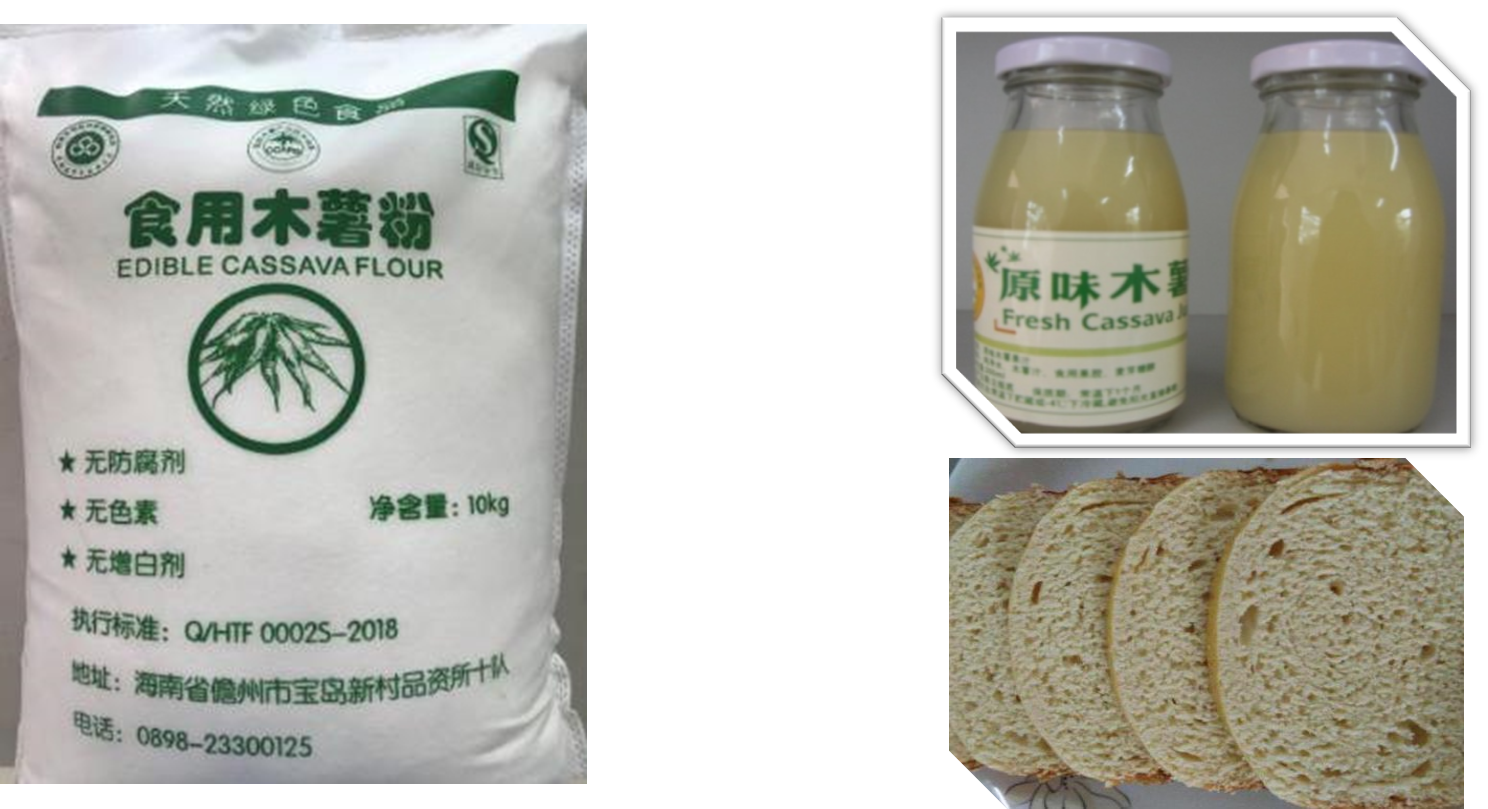 天然绿色食品
食用木薯粉
EDIBLE CASSAVA FLOUR
★ 无防腐剂
★ 无色素
净含量：10kg
★ 无增白剂
执行标准：Q/HTF 0002S-2018
地址：海南省儋州市宝岛新村品资所十队
电话：0898-23300125
原味木薯
Fresh Cassava